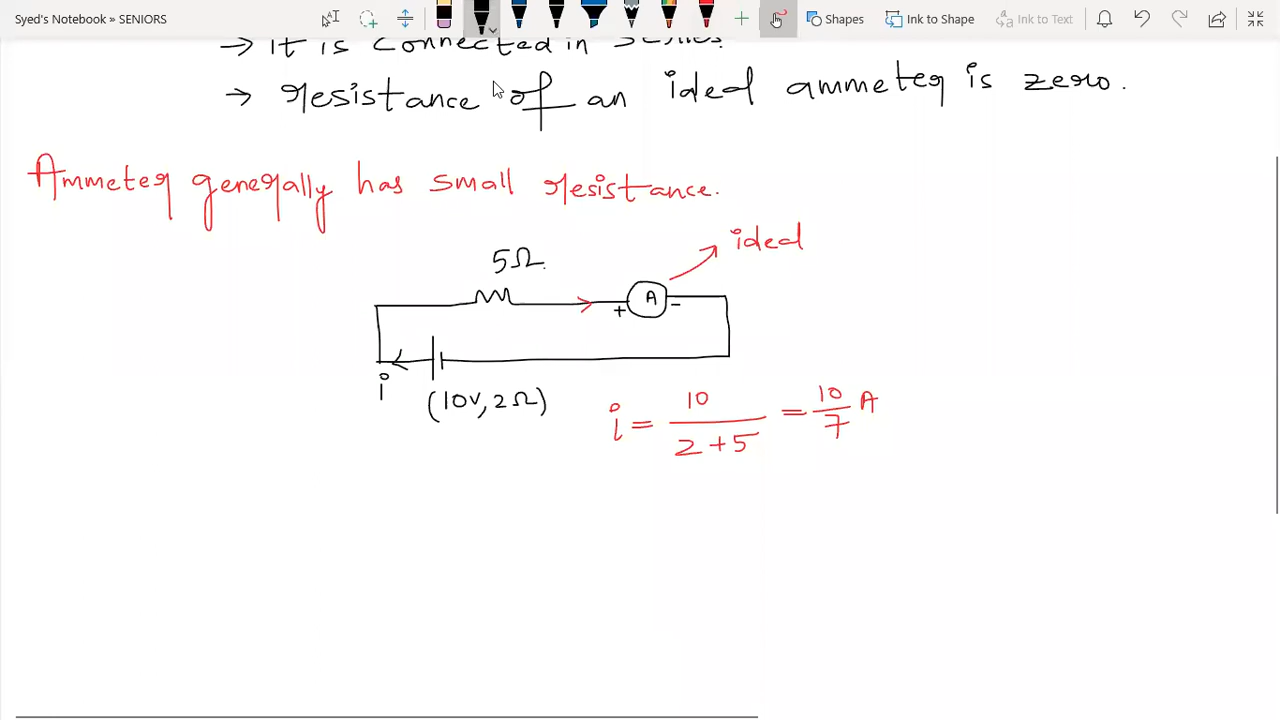 Syed's Notebook » SENIORS
Shapes
Ink to Shape
Ink to Text
→ It is connected in series.
→ resistance of an ideal ammeter is zero.
Ammeter generally has small resistance.
ideal
5Ω
A
+ −
i
(10V, 2Ω)
i = 10 / 2+5 = 10/7 A